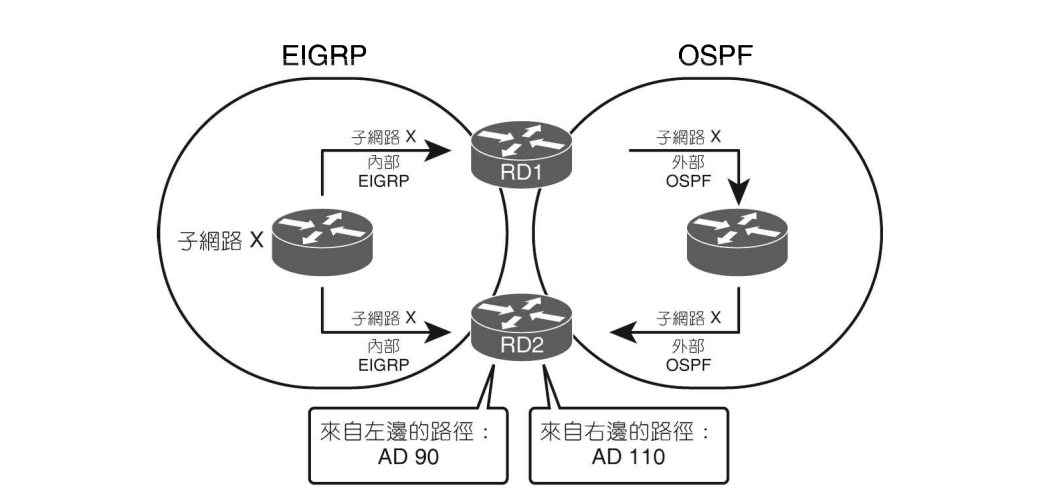 EIGRP
OSPF
子網路 X
內部
EIGRP
RD1
子網路 X
外部
OSPF
子網路 X
子網路 X
內部
EIGRP
RD2
子網路 X
外部
OSPF
來自左邊的路徑：
AD 90
來自右邊的路徑：
AD 110